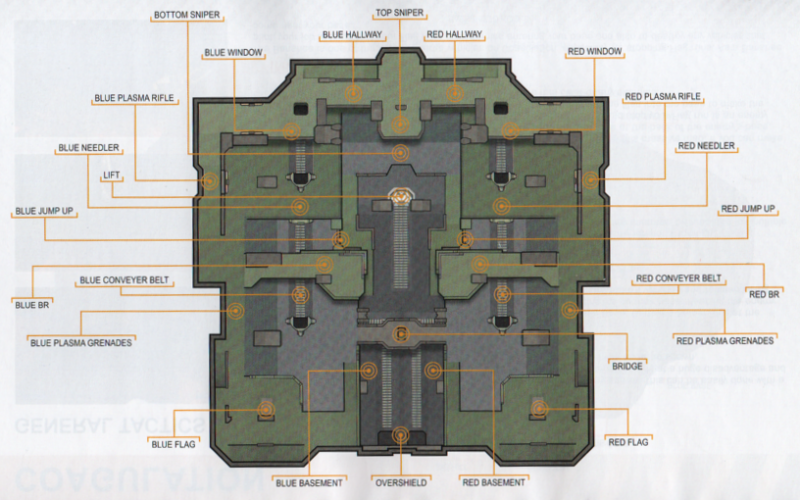 TOP SNIPER
BOTTOM SNIPER
BLUE HALLWAY
RED HALLWAY
BLUE WINDOW
RED WINDOW
BLUE PLASMA RIFLE
RED PLASMA RIFLE
BLUE NEEDLER
RED NEEDLER
LIFT
BLUE JUMP UP
RED JUMP UP
BLUE CONVEYER BELT
RED CONVEYER BELT
BLUE BR
RED BR
BLUE PLASMA GRENADES
RED PLASMA GRENADES
BRIDGE
GENERAL TACTICS
BLUE FLAG
RED FLAG
COAGULATION
BLUE BASEMENT
OVERSHIELD
RED BASEMENT